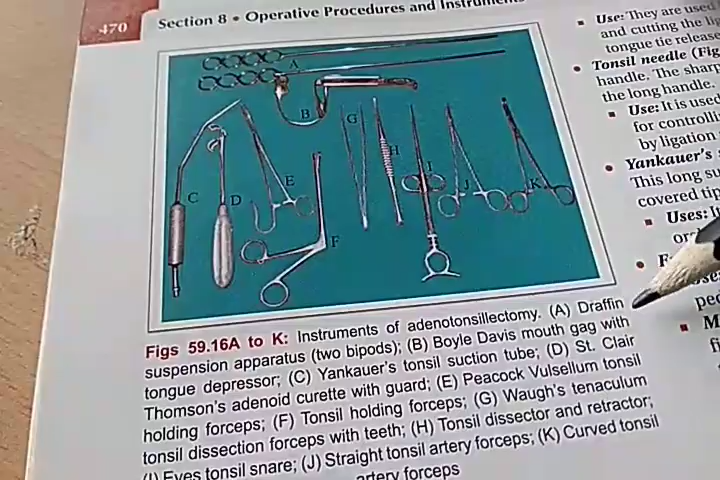 470
Section 8 • Operative Procedures and Instruments
A
B
C
D
E
F
G
H
I
J
K
Figs 59.16A to K: Instruments of adenotonsillectomy. (A) Draffin
suspension apparatus (two bipods); (B) Boyle Davis mouth gag with
tongue depressor; (C) Yankauer's tonsil suction tube; (D) St. Clair
Thomson's adenoid curette with guard; (E) Peacock Vulsellum tonsil
holding forceps; (F) Tonsil holding forceps; (G) Waugh's tenaculum
tonsil dissection forceps with teeth; (H) Tonsil dissector and retractor;
(I) Eves tonsil snare; (J) Straight tonsil artery forceps; (K) Curved tonsil
artery forceps
▪ Use: They are used
and cutting the
tongue tie release
• Tonsil needle (Fig
handle. The sharp
the long handle.
▪ Use: It is used
for controlli
by ligation
• Yankauer's
This long su
covered tip
▪ Uses: It